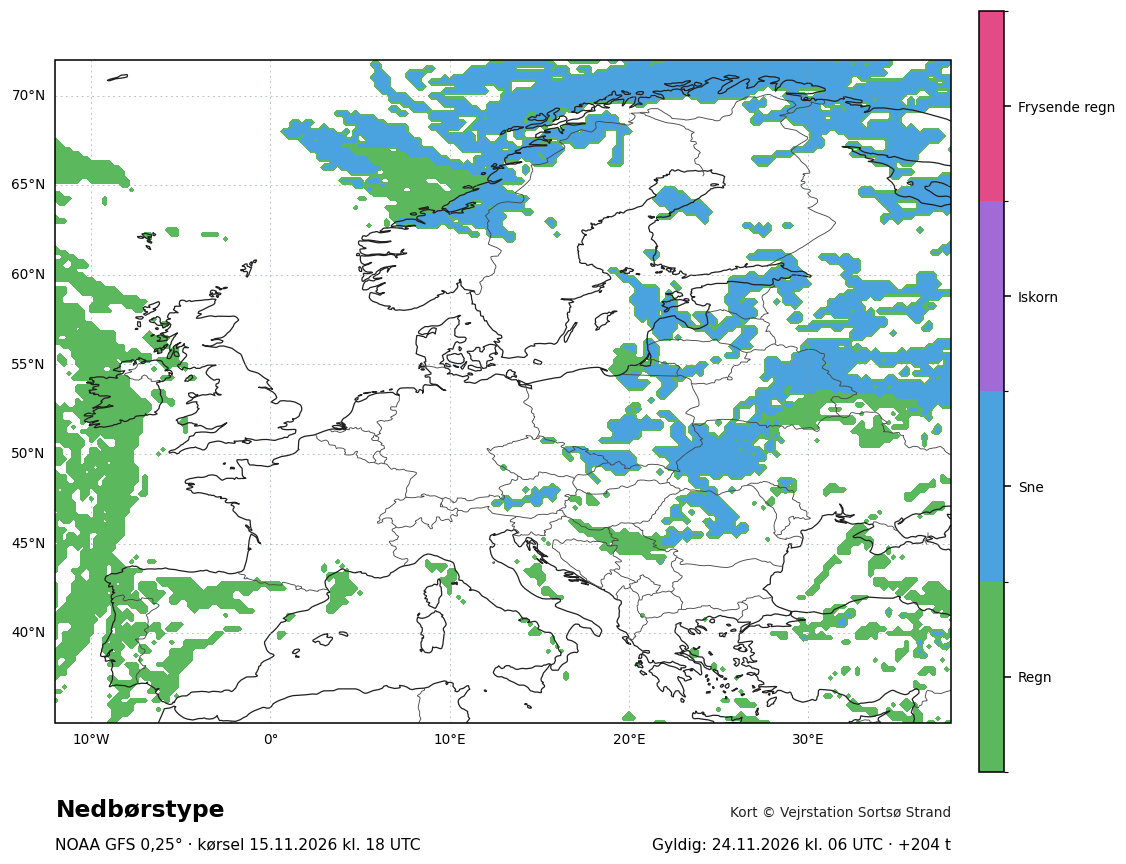 70°N
65°N
60°N
55°N
50°N
45°N
40°N
10°W
0°
10°E
20°E
30°E
Frysende regn
Iskorn
Sne
Regn
Nedbørstype
Kort © Vejrstation Sortsø Strand
NOAA GFS 0,25° · kørsel 15.11.2026 kl. 18 UTC
Gyldig: 24.11.2026 kl. 06 UTC · +204 t